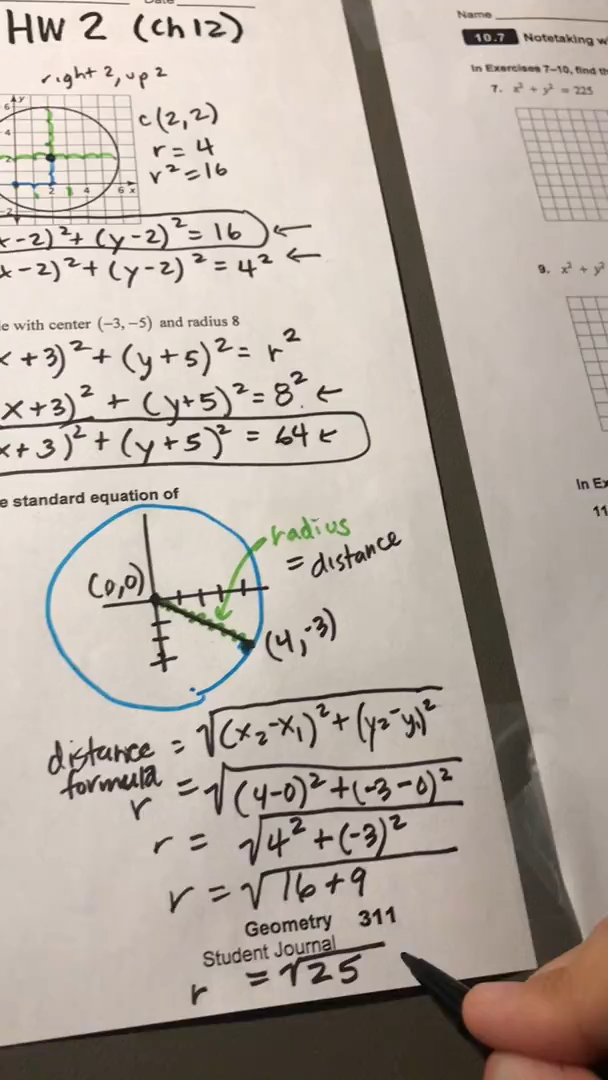 HW 2 (Ch 12)
right 2, up 2
c(2,2)
r = 4
r² = 16
x-2)² + (y-2)² = 16 ←
x-2)² + (y-2)² = 4² ←
e with center (−3, −5) and radius 8
x+3)² + (y+5)² = r²
x+3)² + (y+5)² = 8² ←
x+3)² + (y+5)² = 64 ←
e standard equation of
radius
= distance
(0,0)
(4,-3)
distance = √(x₂-x₁)² + (y₂-y₁)²
formula
r = √(4-0)² + (-3-0)²
r = √4² + (-3)²
r = √16+9
Geometry 311
Student Journal
r = √25
Name
10.7 Notetaking w
In Exercises 7–10, find th
7. x² + y² = 225
9. x² + y²
In Ex
11